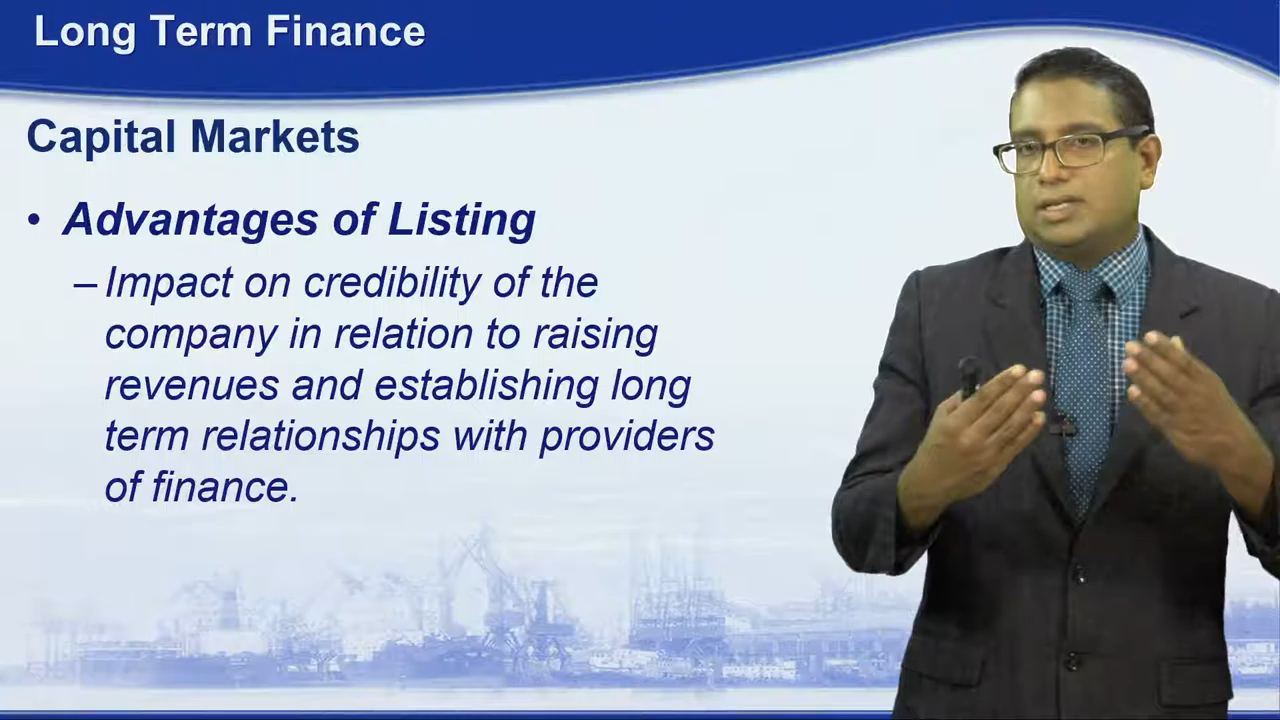 Long Term Finance
Capital Markets
• Advantages of Listing
– Impact on credibility of the
company in relation to raising
revenues and establishing long
term relationships with providers
of finance.